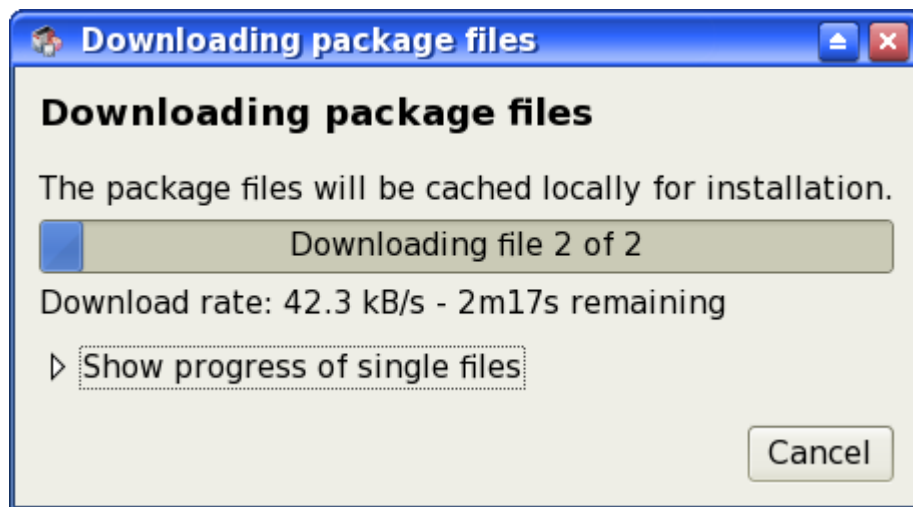 Downloading package files
Downloading package files
The package files will be cached locally for installation.
Downloading file 2 of 2
Download rate: 42.3 kB/s - 2m17s remaining
Show progress of single files
Cancel